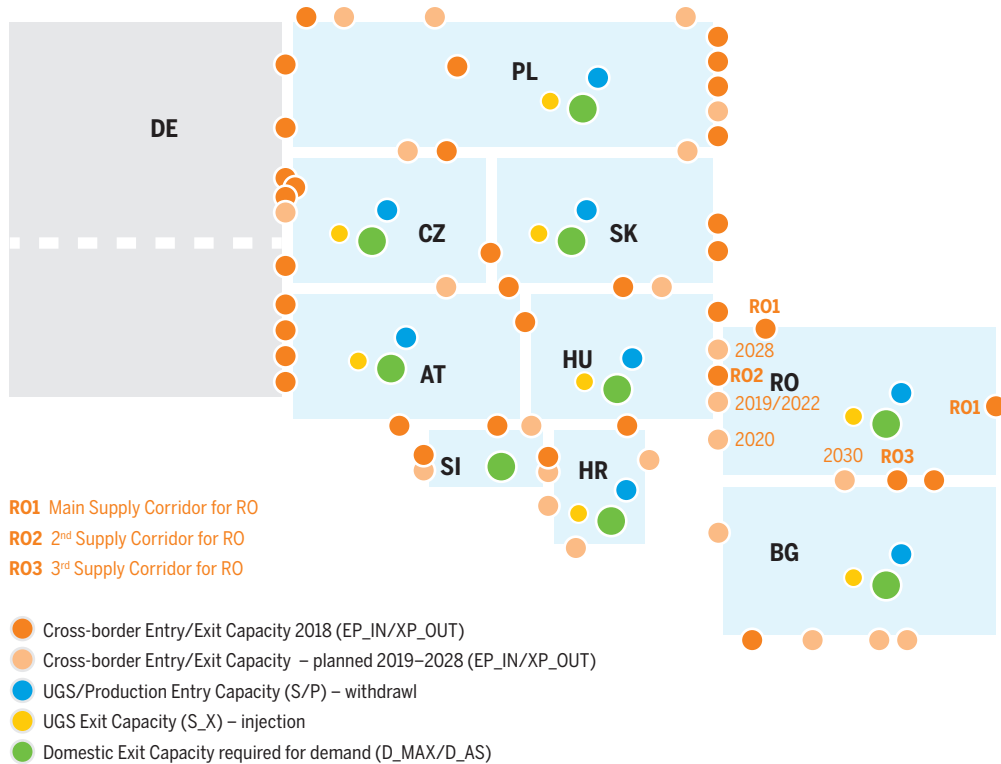 DE
PL
CZ
SK
AT
HU
RO1
2028
RO2
RO
2019/2022
RO1
2020
2030
RO3
SI
HR
BG
RO1 Main Supply Corridor for RO
RO2 2nd Supply Corridor for RO
RO3 3rd Supply Corridor for RO
Cross-border Entry/Exit Capacity 2018 (EP_IN/XP_OUT)
Cross-border Entry/Exit Capacity – planned 2019–2028 (EP_IN/XP_OUT)
UGS/Production Entry Capacity (S/P) – withdrawl
UGS Exit Capacity (S_X) – injection
Domestic Exit Capacity required for demand (D_MAX/D_AS)